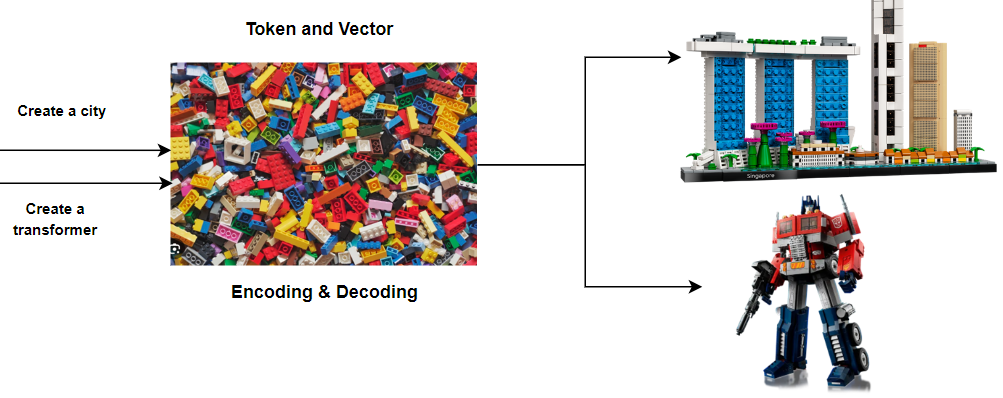 Token and Vector
Create a city
Create a
transformer
Encoding & Decoding
Singapore